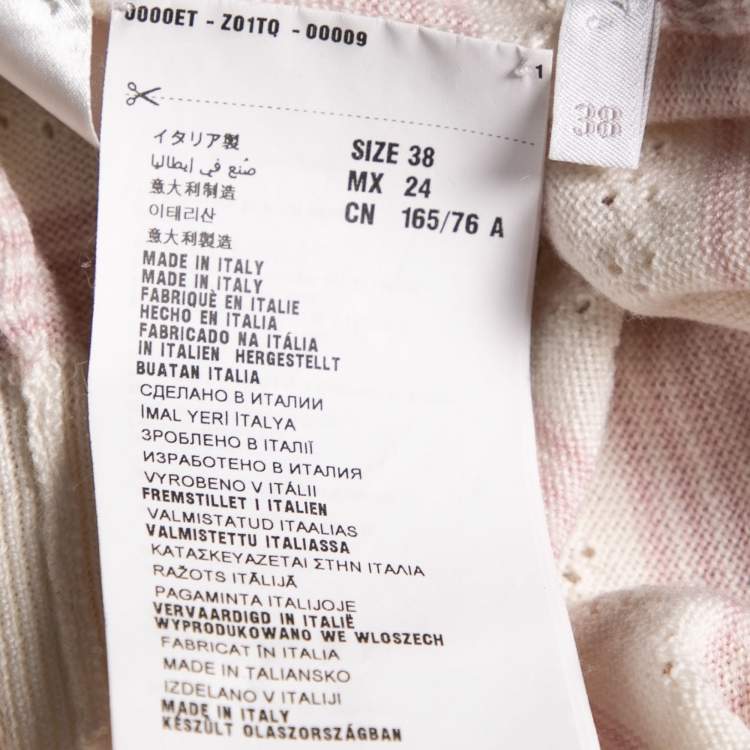 0000ET - Z01TQ - 00009
1
38
イタリア製
صُنع في إيطاليا
意大利制造
이태리산
意大利製造
SIZE 38
MX 24
CN 165/76 A
MADE IN ITALY
MADE IN ITALY
FABRIQUÈ EN ITALIE
HECHO EN ITALIA
FABRICADO NA ITÁLIA
IN ITALIEN HERGESTELLT
BUATAN ITALIA
СДЕЛАНО В ИТАЛИИ
İMAL YERİ İTALYA
ЗРОБЛЕНО В ІТАЛІЇ
ИЗРАБОТЕНО В ИТАЛИЯ
VYROBENO V ITÁLII
FREMSTILLET I ITALIEN
VALMISTATUD ITAALIAS
VALMISTETTU ITALIASSA
ΚΑΤΑΣΚΕΥΑΖΕΤΑΙ ΣΤΗΝ ΙΤΑΛΙΑ
RAŽOTS ITĀLIJĀ
PAGAMINTA ITALIJOJE
VERVAARDIGD IN ITALIË
WYPRODUKOWANO WE WLOSZECH
FABRICAT ÎN ITALIA
MADE IN TALIANSKO
IZDELANO V ITALIJI
MADE IN ITALY
KÉSZÜLT OLASZORSZÁGBAN